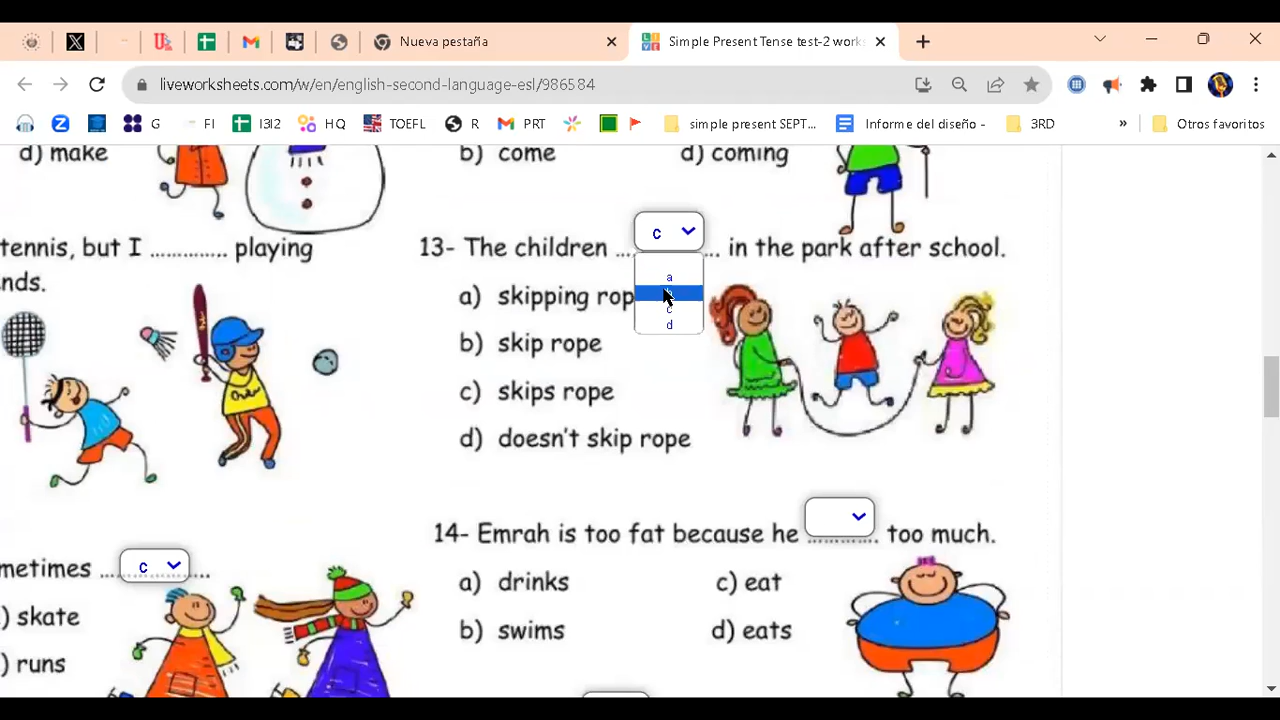 Nueva pestaña
Simple Present Tense test-2 works
liveworksheets.com/w/en/english-second-language-esl/986584
G FI I3I2 HQ TOEFL R PRT simple present SEPT... Informe del diseño - 3RD » Otros favoritos
d) make
b) come d) coming
tennis, but I ............. playing
nds.
13- The children ... c ... in the park after school.
a
c
d
a) skipping rop
b) skip rope
c) skips rope
d) doesn't skip rope
14- Emrah is too fat because he .......... too much.
a) drinks c) eat
b) swims d) eats
metimes ... c ...
) skate
) runs